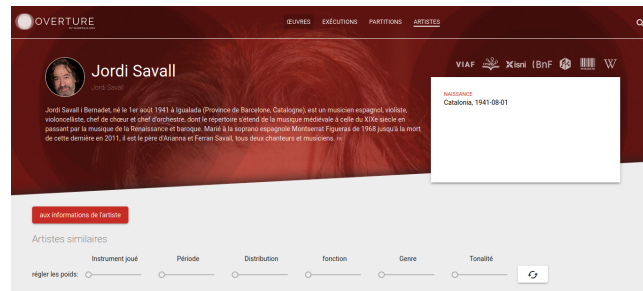 OVERTURE
ŒUVRES EXÉCUTIONS PARTITIONS ARTISTES
Jordi Savall
Jordi Savall
VIAF isni (BnF W
Jordi Savall i Bernadet, né le 1er août 1941 à Igualada (Province de Barcelone, Catalogne), est un musicien espagnol, violiste,
violoncelliste, chef de chœur et chef d'orchestre, dont le répertoire s'étend de la musique médiévale à celle du XIXe siècle en
passant par la musique de la Renaissance et baroque. Marié à la soprano espagnole Montserrat Figueras de 1968 jusqu'à la mort
de cette dernière en 2011, il est le père d'Arianna et Ferran Savall, tous deux chanteurs et musiciens.
NAISSANCE
Catalonia, 1941-08-01
aux informations de l'artiste
Artistes similaires
Instrument joué Période Distribution fonction Genre Tonalité
régler les poids: